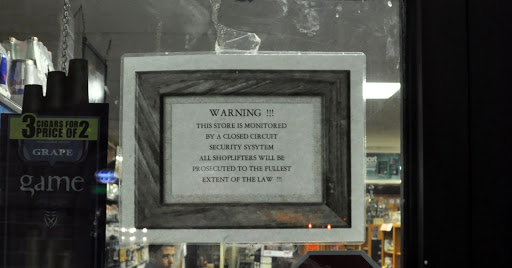 3 CIGARS FOR
PRICE OF 2
GRAPE
game
WARNING !!!
THIS STORE IS MONITORED
BY A CLOSED CIRCUIT
SECURITY SYSYTEM
ALL SHOPLIFTERS WILL BE
PROSECUTED TO THE FULLEST
EXTENT OF THE LAW !!!